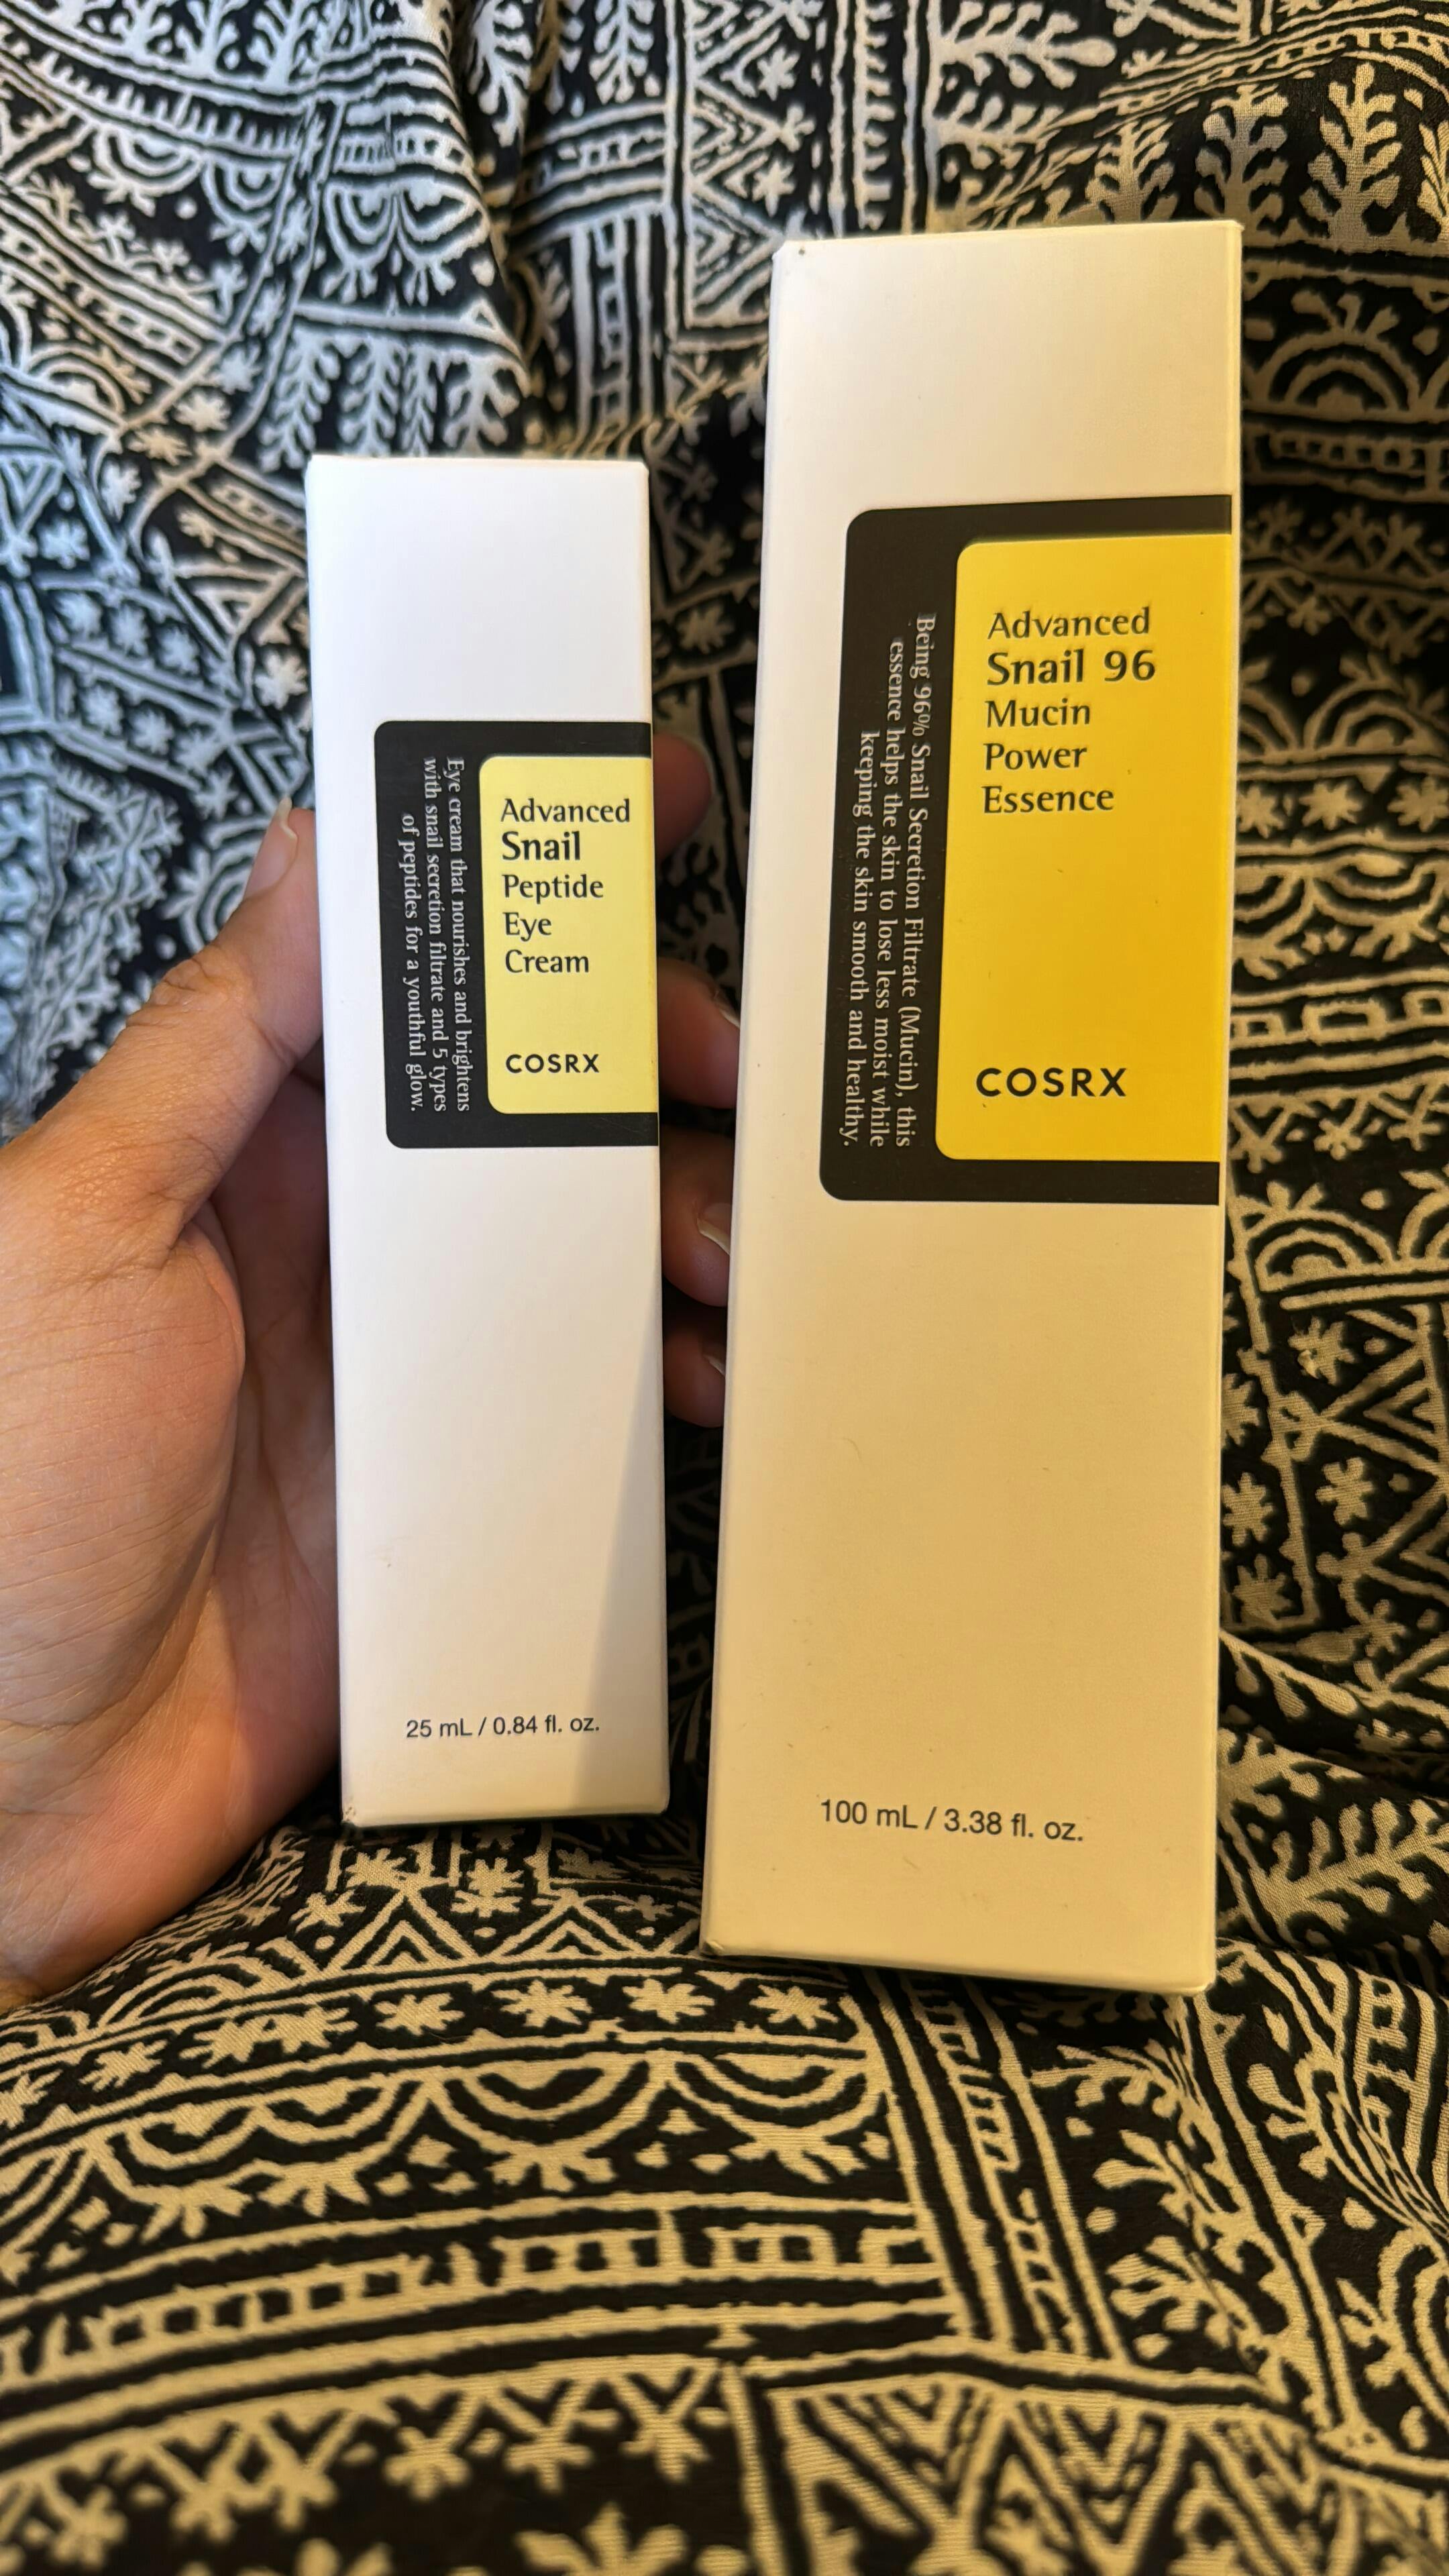 Advanced
Snail
Peptide
Eye
Cream
COSRX
Eye cream that nourishes and brightens
with snail secretion filtrate and 5 types
of peptides for a youthful glow.
25 mL / 0.84 fl. oz.
Advanced
Snail 96
Mucin
Power
Essence
COSRX
Being 96% Snail Secretion Filtrate (Mucin), this
essence helps the skin to lose less moist while
keeping the skin smooth and healthy.
100 mL / 3.38 fl. oz.